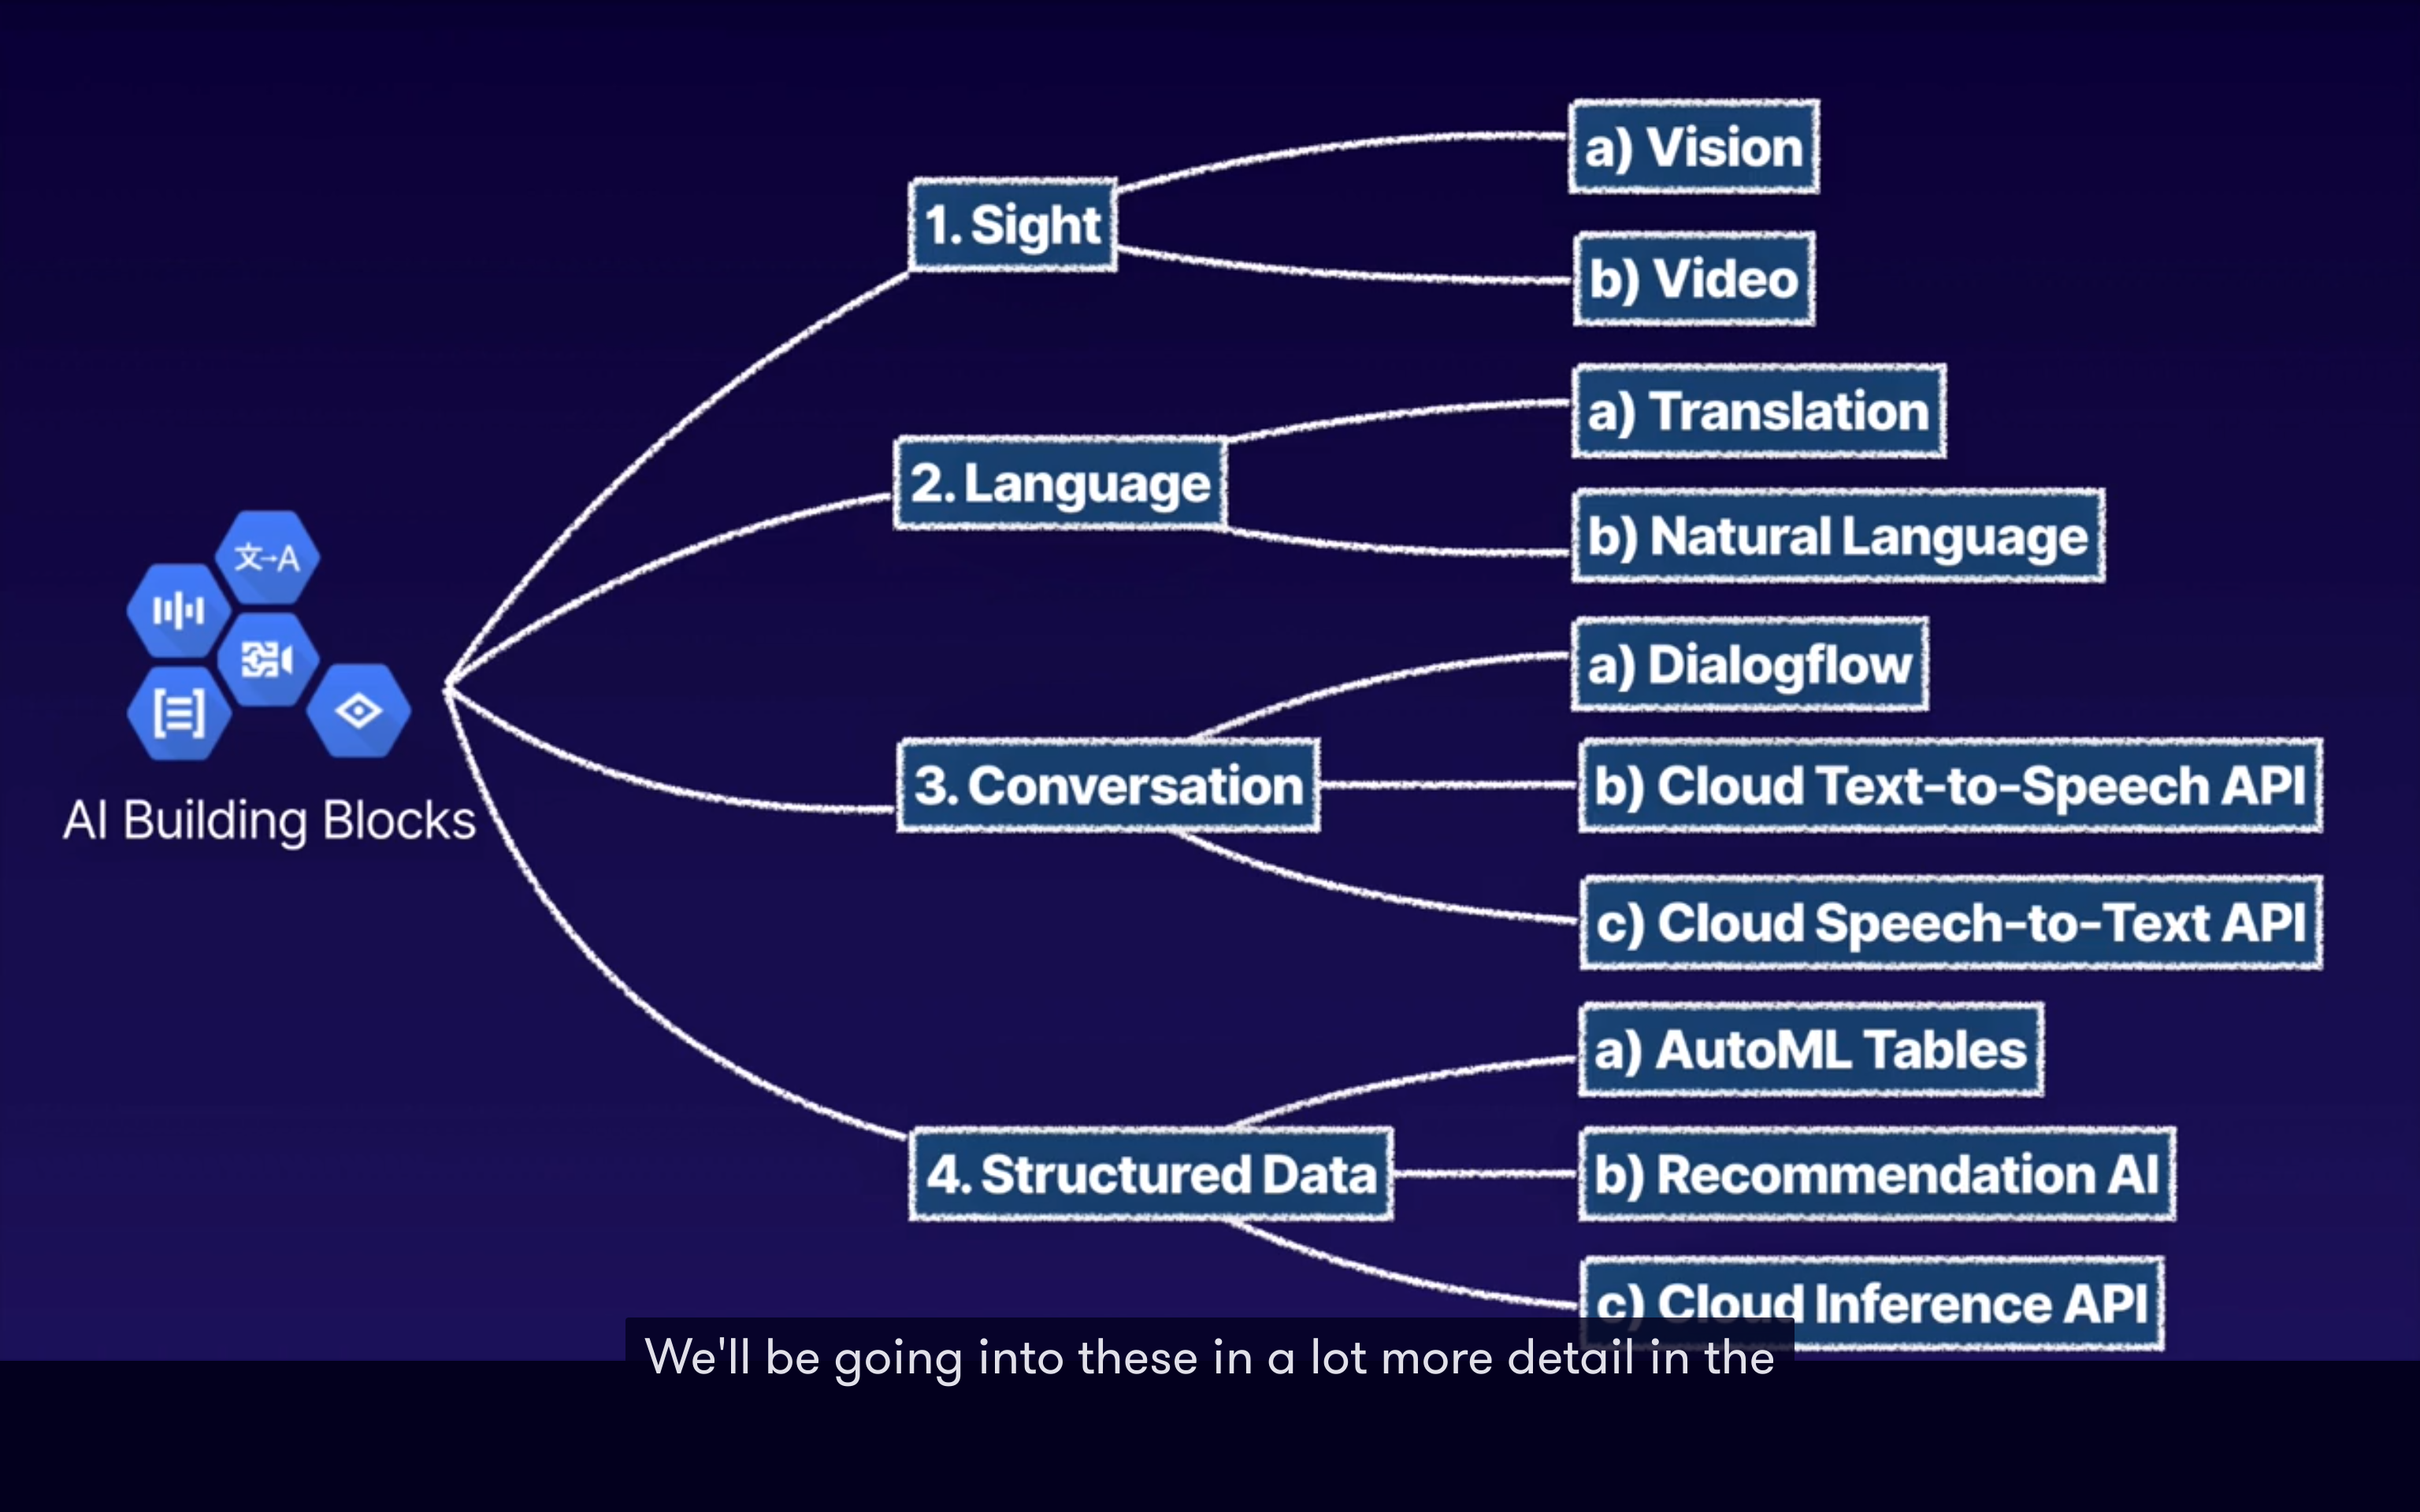 1. Sight
a) Vision
b) Video
2. Language
a) Translation
b) Natural Language
3. Conversation
a) Dialogflow
b) Cloud Text-to-Speech API
c) Cloud Speech-to-Text API
4. Structured Data
a) AutoML Tables
b) Recommendation AI
c) Cloud Inference API
文→A
AI Building Blocks
We'll be going into these in a lot more detail in the